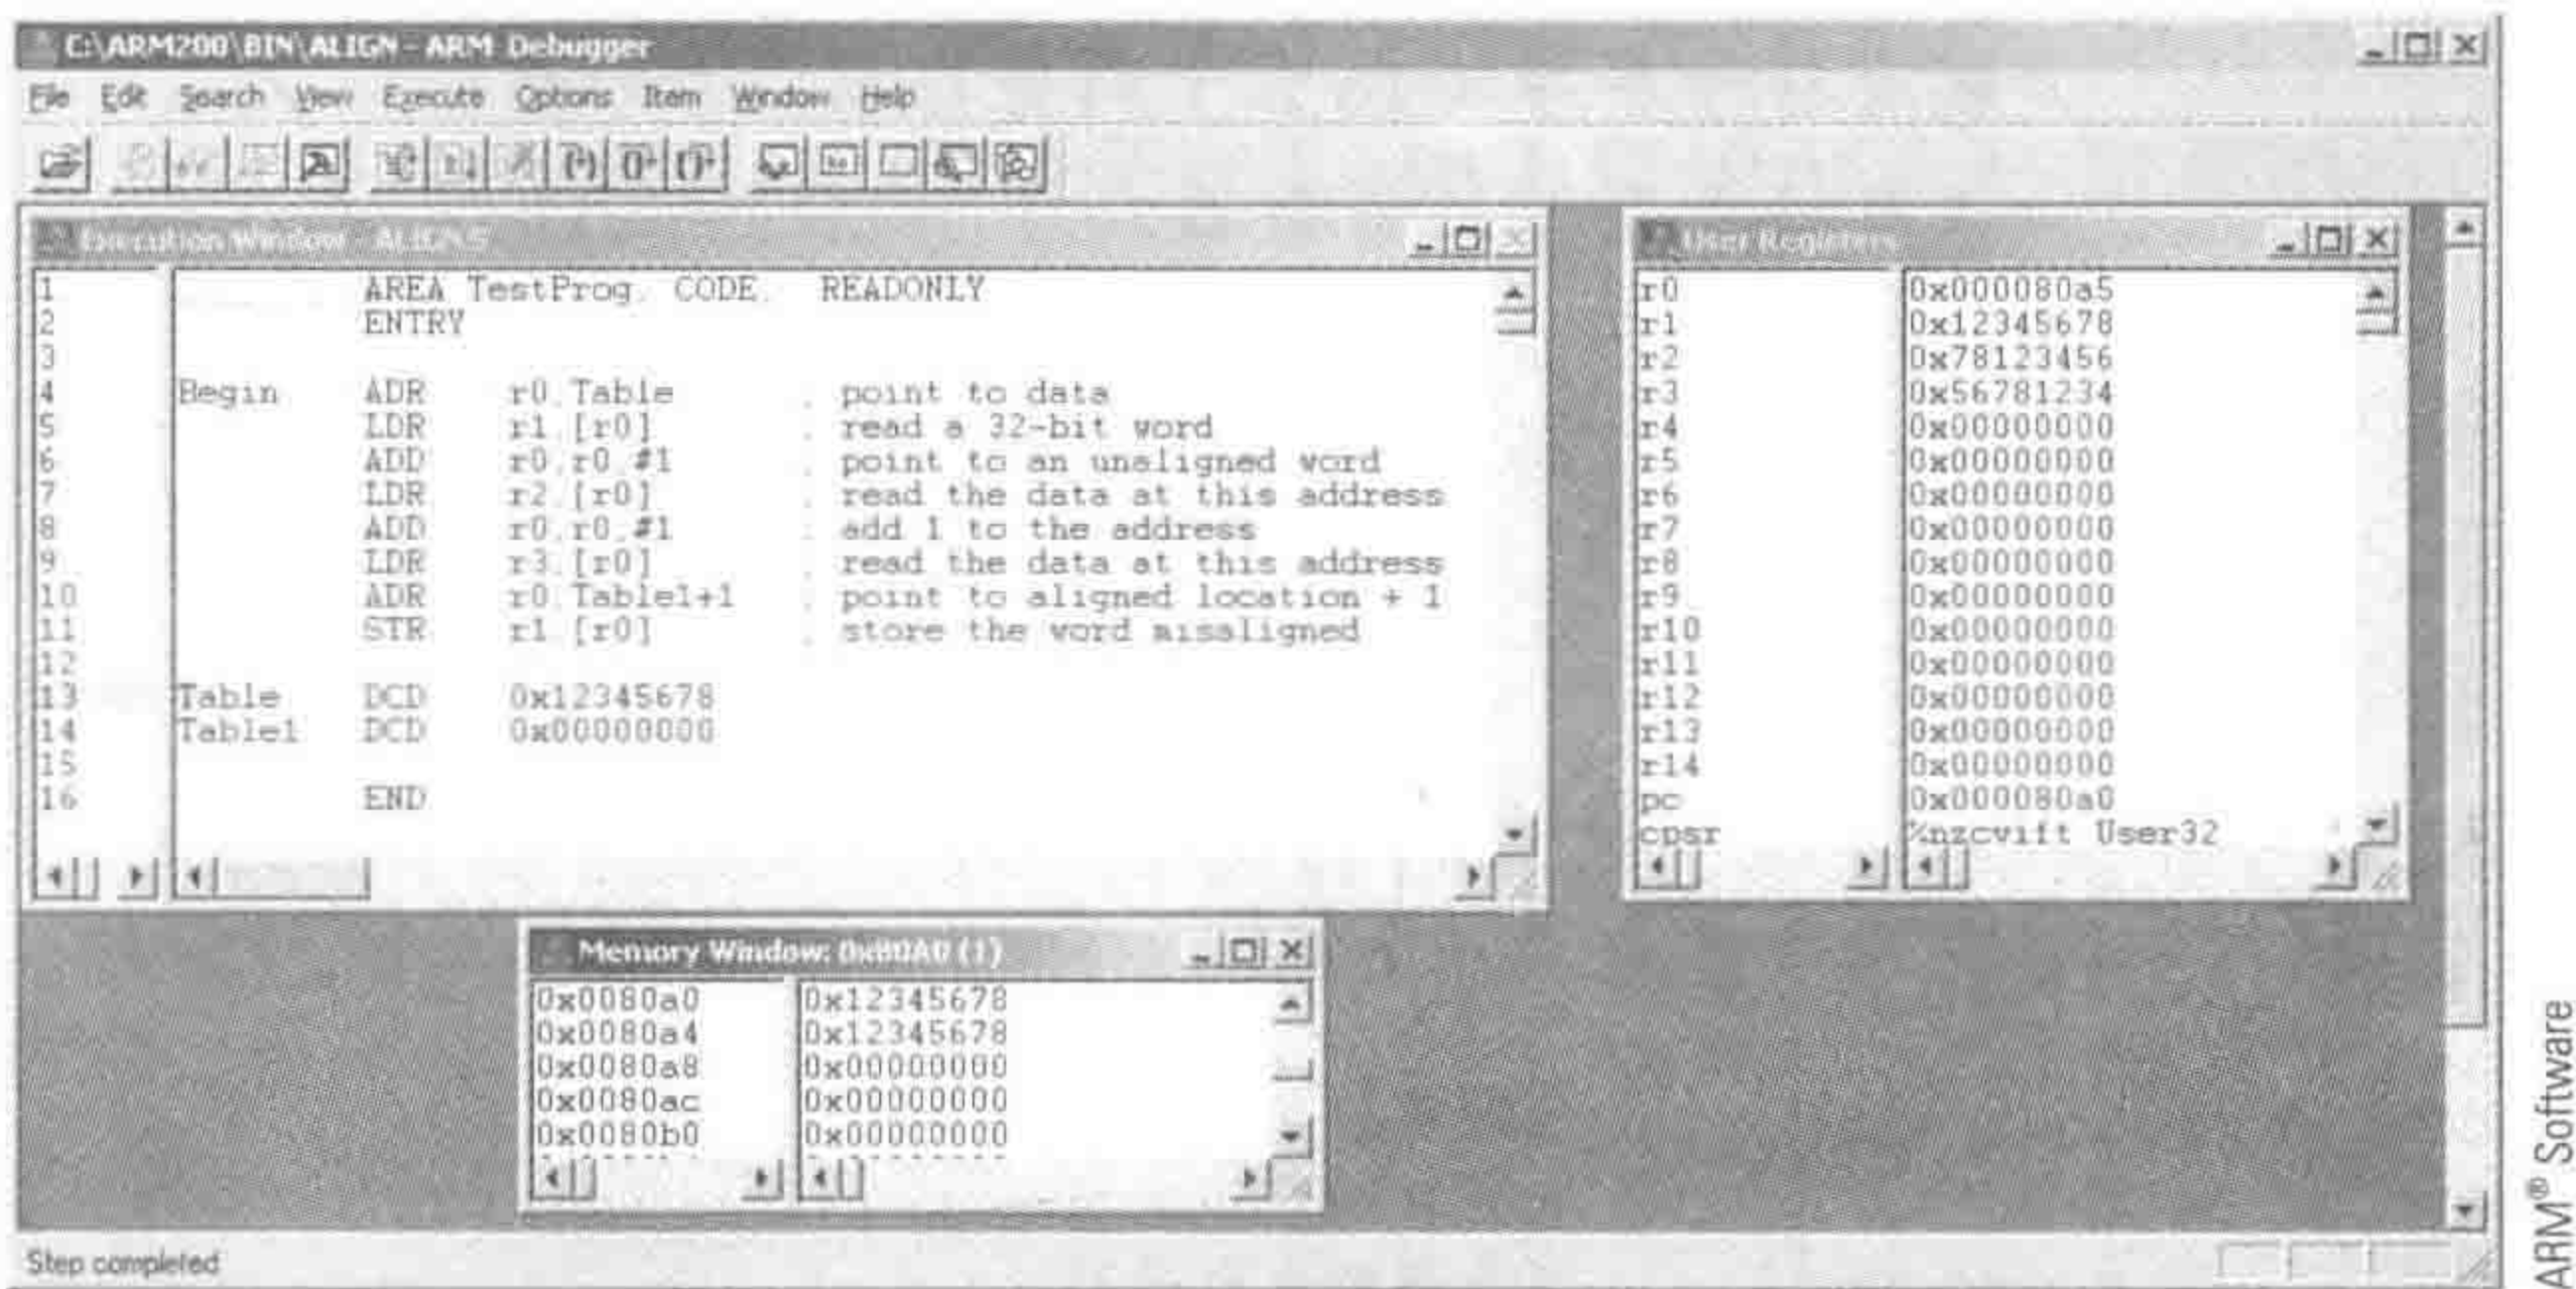 C:\ARM200\BIN\ALIGN - ARM Debugger
File Edit Search View Execute Options Item Window Help
Execution Window - ALIGN.S
1 AREA TestProg, CODE, READONLY
2 ENTRY
3
4 Begin ADR r0,Table ; point to data
5 LDR r1,[r0] ; read a 32-bit word
6 ADD r0,r0,#1 ; point to an unaligned word
7 LDR r2,[r0] ; read the data at this address
8 ADD r0,r0,#1 ; add 1 to the address
9 LDR r3,[r0] ; read the data at this address
10 ADR r0,Table1+1 ; point to aligned location + 1
11 STR r1,[r0] ; store the word misaligned
12
13 Table DCD 0x12345678
14 Table1 DCD 0x00000000
15
16 END
User Registers
r0 0x000080a5
r1 0x12345678
r2 0x78123456
r3 0x56781234
r4 0x00000000
r5 0x00000000
r6 0x00000000
r7 0x00000000
r8 0x00000000
r9 0x00000000
r10 0x00000000
r11 0x00000000
r12 0x00000000
r13 0x00000000
r14 0x00000000
pc 0x000080a0
cpsr %nzcvift User32
Memory Window: 0x80A0 (1)
0x0080a0 0x12345678
0x0080a4 0x12345678
0x0080a8 0x00000000
0x0080ac 0x00000000
0x0080b0 0x00000000
Step completed
ARM® Software